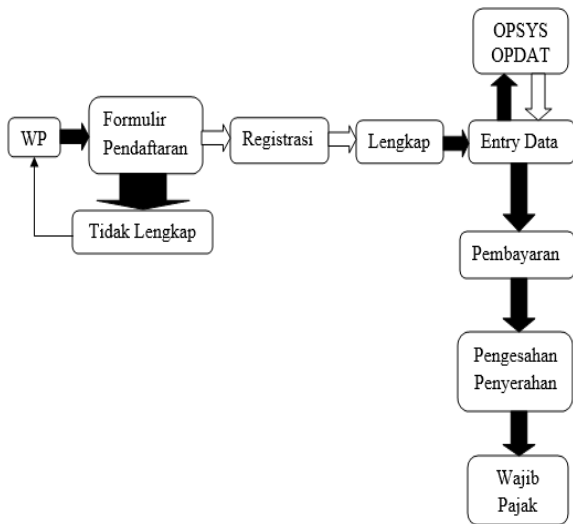 OPSYS
OPDAT
WP
Formulir
Pendaftaran
Registrasi
Lengkap
Entry Data
Tidak Lengkap
Pembayaran
Pengesahan
Penyerahan
Wajib
Pajak